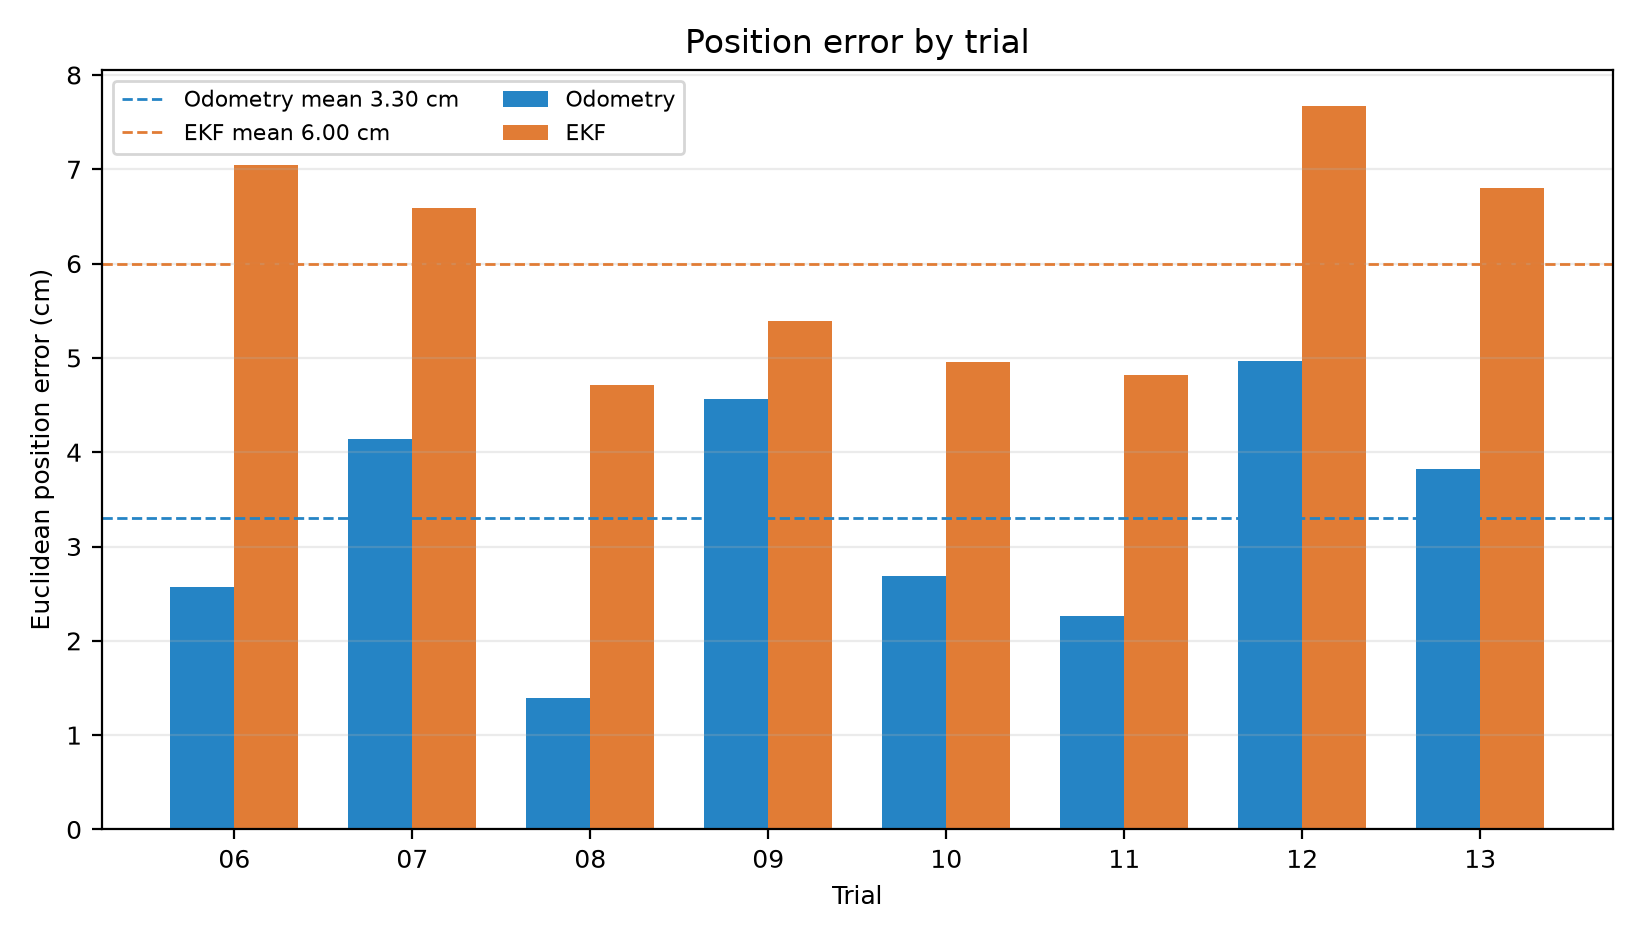 Position error by trial
Odometry mean 3.30 cm
EKF mean 6.00 cm
Odometry
EKF
Euclidean position error (cm)
8
7
6
5
4
3
2
1
0
06 07 08 09 10 11 12 13
Trial